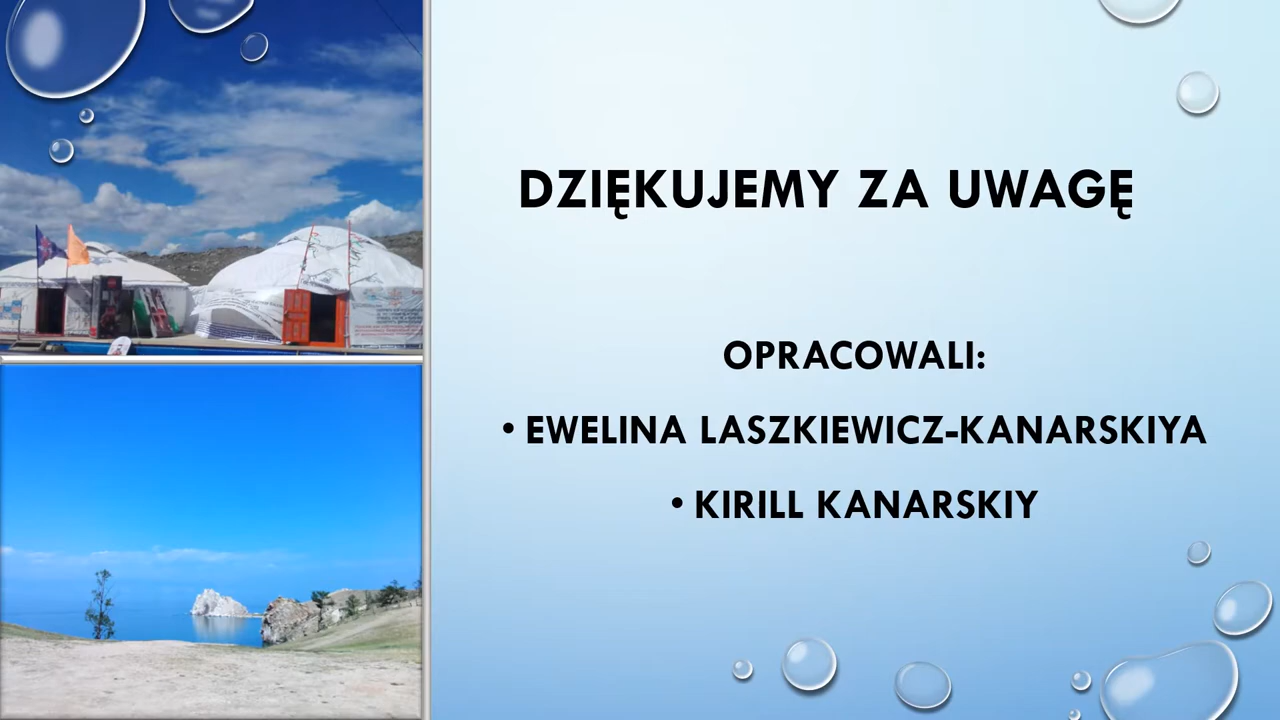 DZIĘKUJEMY ZA UWAGĘ
OPRACOWALI:
• EWELINA LASZKIEWICZ-KANARSKIYA
• KIRILL KANARSKIY